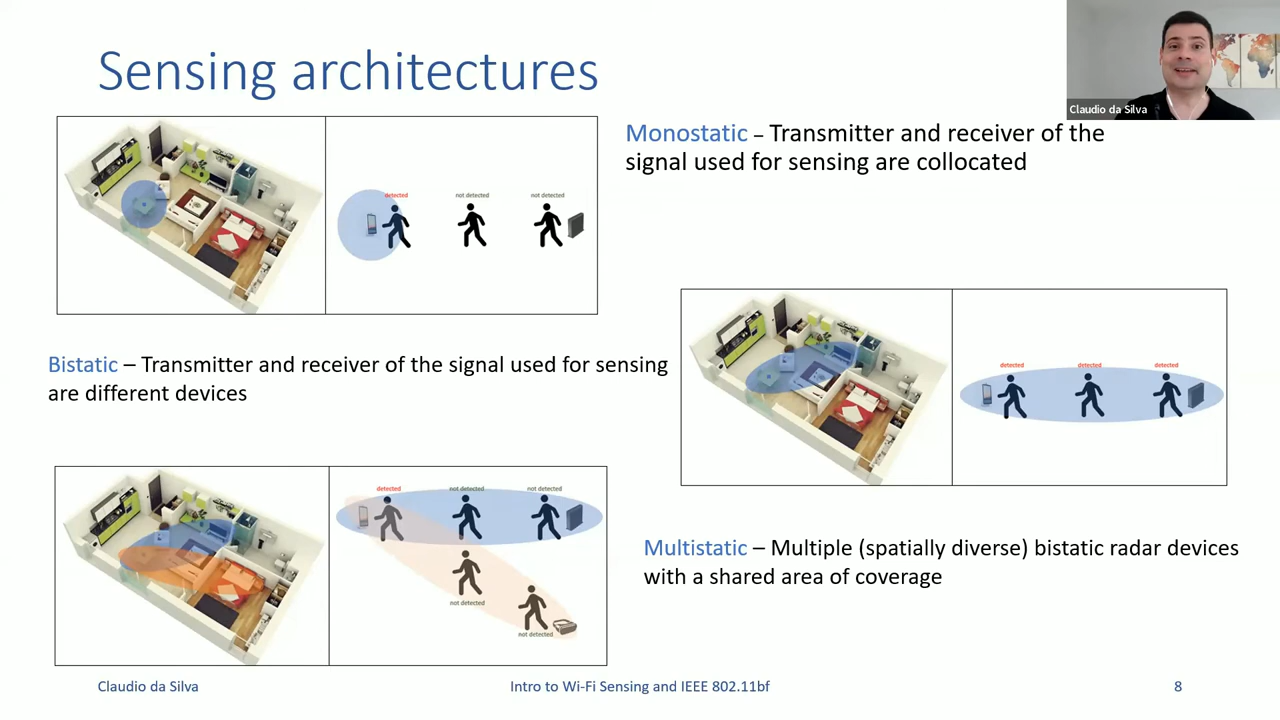 Sensing architectures
Claudio da Silva
Monostatic – Transmitter and receiver of the
signal used for sensing are collocated
detected
not detected
not detected
Bistatic – Transmitter and receiver of the signal used for sensing
are different devices
detected
detected
detected
detected
not detected
not detected
not detected
not detected
Multistatic – Multiple (spatially diverse) bistatic radar devices
with a shared area of coverage
Claudio da Silva
Intro to Wi-Fi Sensing and IEEE 802.11bf
8